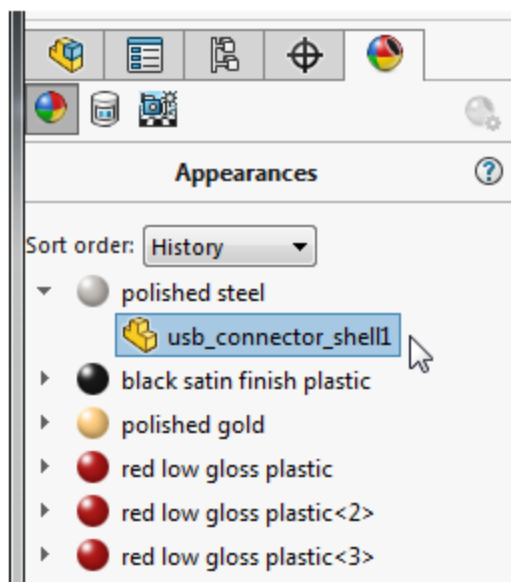 Appearances
Sort order: History
polished steel
usb_connector_shell1
black satin finish plastic
polished gold
red low gloss plastic
red low gloss plastic<2>
red low gloss plastic<3>